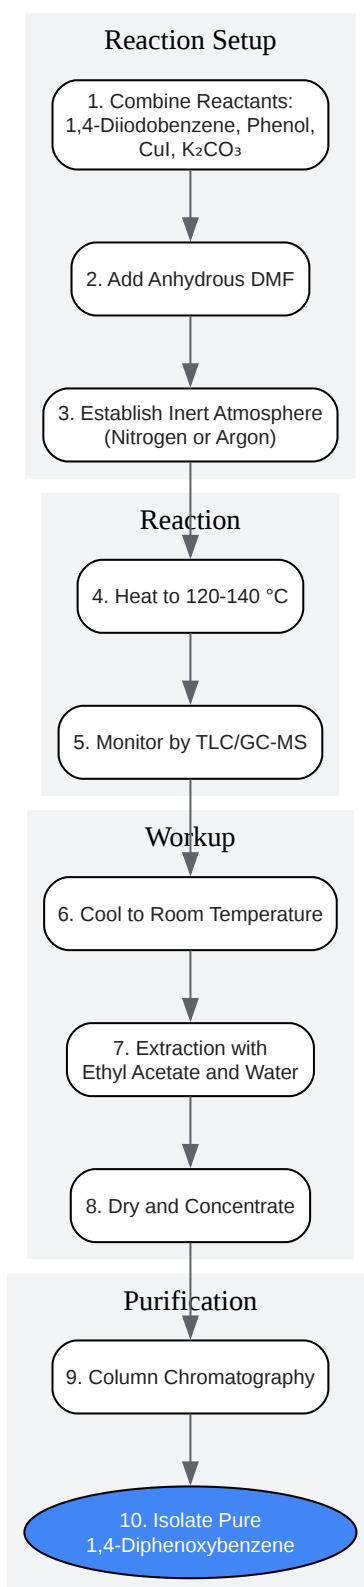 Reaction Setup
1. Combine Reactants:
1,4-Diiodobenzene, Phenol,
CuI, K₂CO₃
2. Add Anhydrous DMF
3. Establish Inert Atmosphere
(Nitrogen or Argon)
Reaction
4. Heat to 120-140 °C
5. Monitor by TLC/GC-MS
Workup
6. Cool to Room Temperature
7. Extraction with
Ethyl Acetate and Water
8. Dry and Concentrate
Purification
9. Column Chromatography
10. Isolate Pure
1,4-Diphenoxybenzene